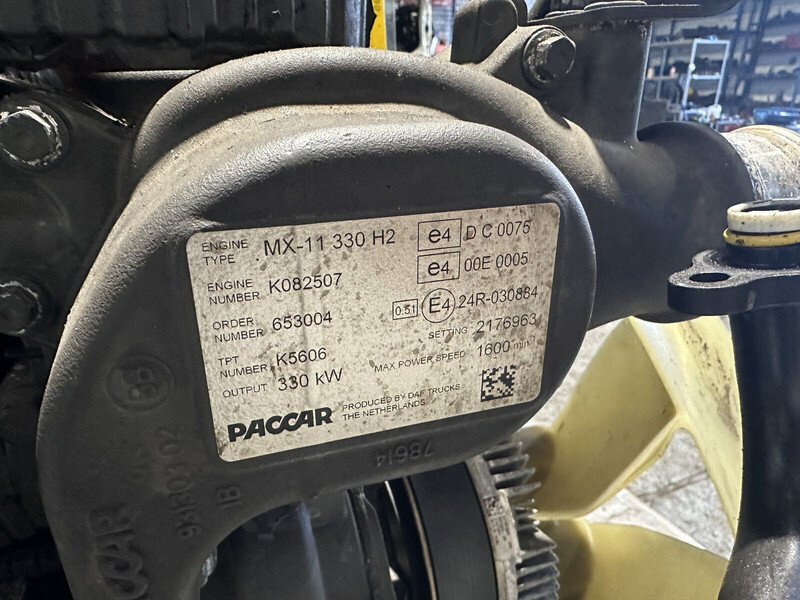 ENGINE TYPE MX-11 330 H2 e4 D C 0075
ENGINE NUMBER K082507 e4 00E 0005
ORDER NUMBER 653004 0.51 E4 24R-030884
TPT NUMBER K5606 SETTING 2176963
OUTPUT 330 kW MAX POWER SPEED 1600 min-1
PACCAR PRODUCED BY DAF TRUCKS
THE NETHERLANDS
78614